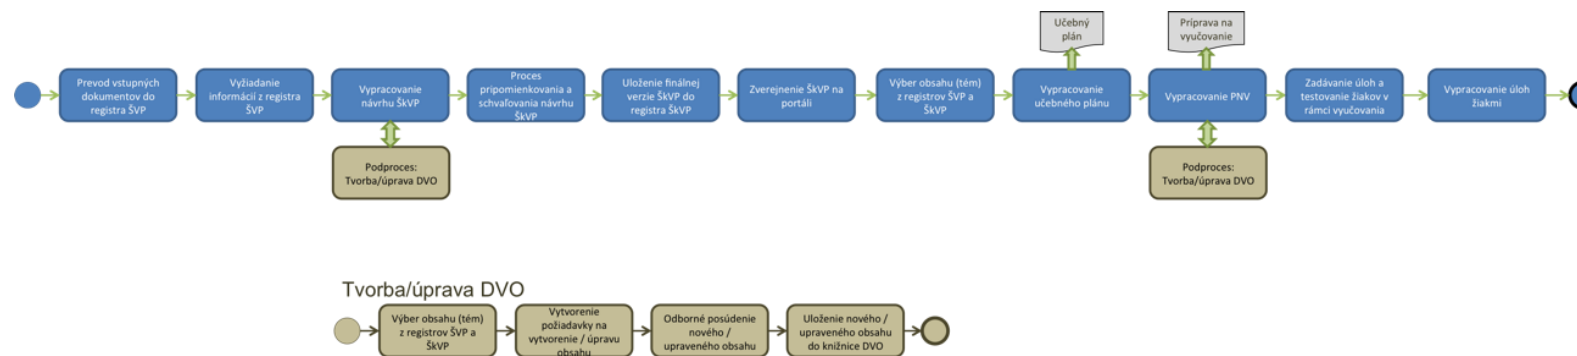 Učebný
plán
Príprava na
vyučovanie
Prevod vstupných
dokumentov do
registra ŠVP
Vyžiadanie
informácií z registra
ŠVP
Vypracovanie
návrhu ŠkVP
Proces
pripomienkovania a
schvaľovania návrhu
ŠkVP
Uloženie finálnej
verzie ŠkVP do
registra ŠkVP
Zverejnenie ŠkVP na
portáli
Výber obsahu (tém)
z registrov ŠVP a
ŠkVP
Vypracovanie
učebného plánu
Vypracovanie PNV
Zadávanie úloh a
testovanie žiakov v
rámci vyučovania
Vypracovanie úloh
žiakmi
Podproces:
Tvorba/úprava DVO
Podproces:
Tvorba/úprava DVO
Tvorba/úprava DVO
Výber obsahu (tém)
z registrov ŠVP a
ŠkVP
Vytvorenie
požiadavky na
vytvorenie / úpravu
obsahu
Odborné posúdenie
nového /
upraveného obsahu
Uloženie nového /
upraveného obsahu
do knižnice DVO